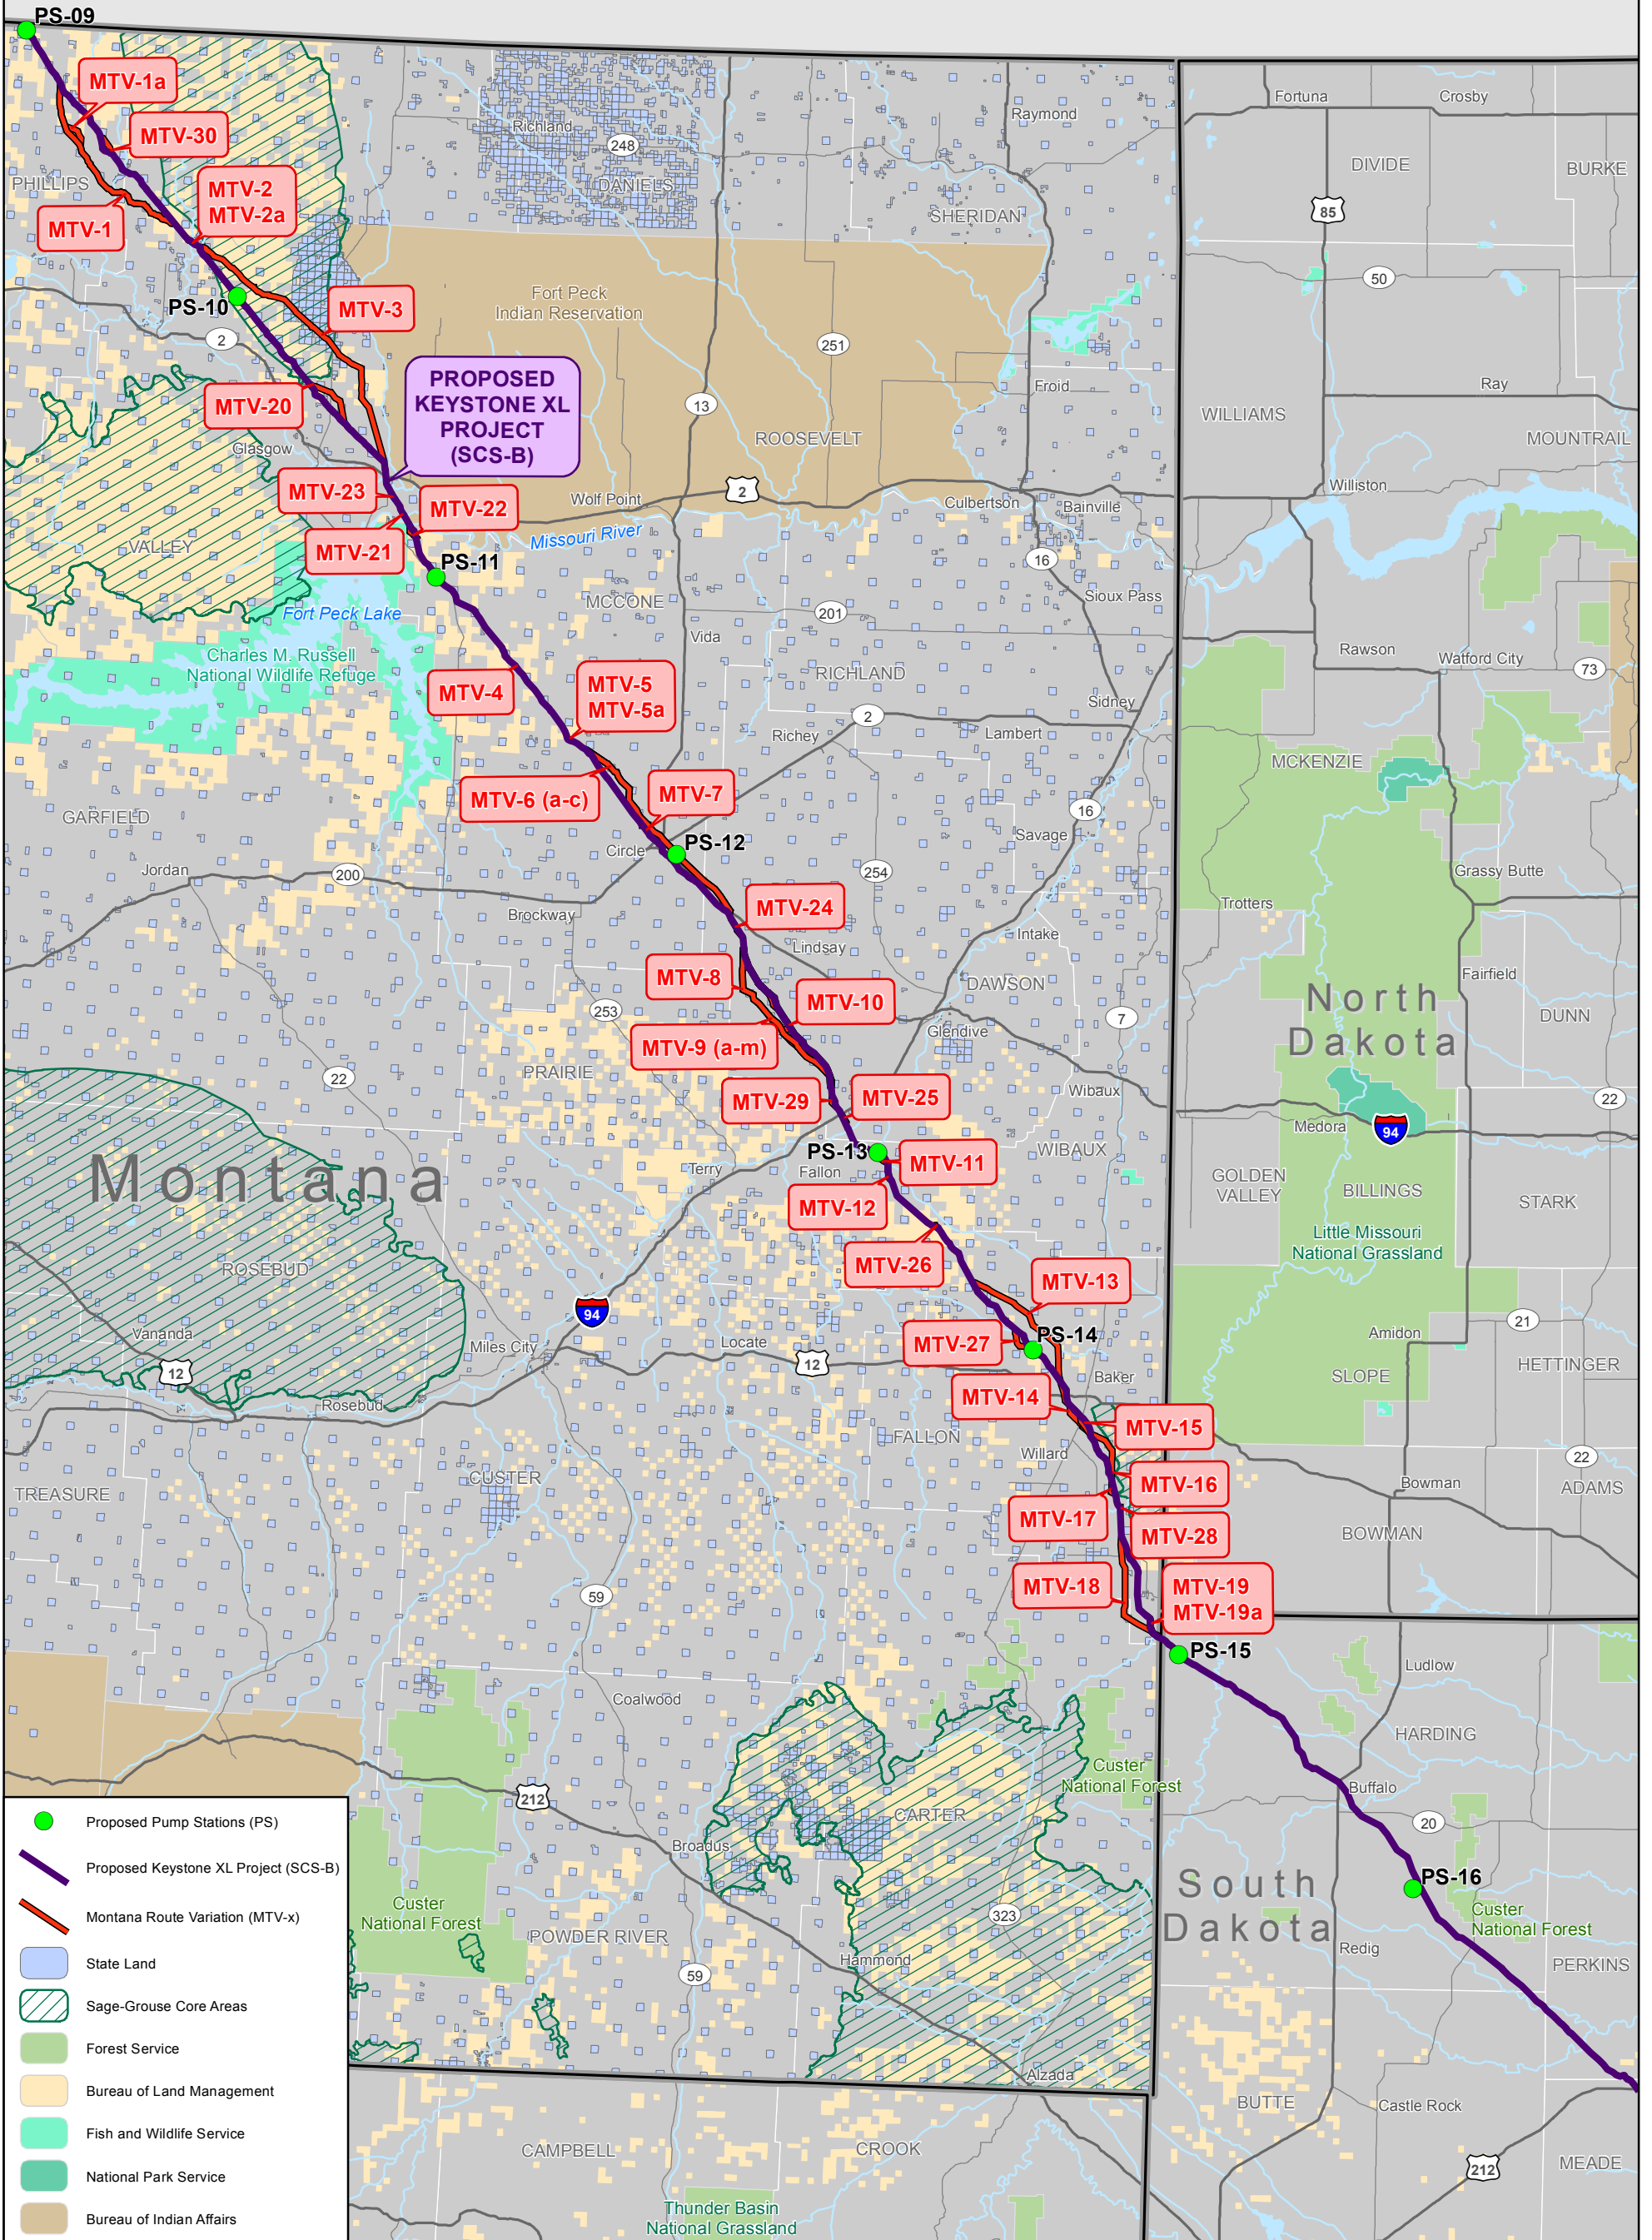 PS-09
MTV-1a
MTV-30
PHILLIPS
MTV-2
MTV-2a
MTV-1
PS-10
2
MTV-3
MTV-20
Richland
248
DANIELS
Raymond
SHERIDAN
Fort Peck
Indian Reservation
251
13
ROOSEVELT
Froid
Fortuna
Crosby
DIVIDE
BURKE
85
50
Ray
WILLIAMS
MOUNTRAIL
Williston
PROPOSED
KEYSTONE XL
PROJECT
(SCS-B)
Glasgow
MTV-23
MTV-22
MTV-21
VALLEY
PS-11
Wolf Point
2
Missouri River
Culbertson
Bainville
16
Sioux Pass
Fort Peck Lake
Charles M. Russell
National Wildlife Refuge
MCCONE
Vida
201
RICHLAND
Sidney
Rawson
Watford City
73
MTV-4
MTV-5
MTV-5a
2
Richey
Lambert
MCKENZIE
MTV-6 (a-c)
MTV-7
GARFIELD
16
Savage
Circle
PS-12
Jordan
200
254
Grassy Butte
Brockway
MTV-24
Trotters
Lindsay
Intake
MTV-8
DAWSON
Fairfield
MTV-10
253
North
Dakota
DUNN
7
Glendive
MTV-9 (a-m)
PRAIRIE
22
Wibaux
22
MTV-29
MTV-25
Medora
94
PS-13
WIBAUX
Montana
Terry
Fallon
MTV-11
GOLDEN
VALLEY
BILLINGS
STARK
MTV-12
Little Missouri
National Grassland
ROSEBUD
MTV-26
MTV-13
94
Vananda
Miles City
Locate
MTV-27
PS-14
Amidon
21
HETTINGER
12
12
Baker
SLOPE
Rosebud
MTV-14
MTV-15
FALLON
Willard
22
TREASURE
CUSTER
MTV-16
Bowman
ADAMS
MTV-17
MTV-28
BOWMAN
59
MTV-18
MTV-19
MTV-19a
PS-15
Ludlow
Coalwood
HARDING
Custer
National Forest
Buffalo
212
CARTER
20
Broadus
PS-16
South
Dakota
Custer
National Forest
323
Custer
National Forest
POWDER RIVER
Hammond
Redig
PERKINS
59
Alzada
BUTTE
Castle Rock
CAMPBELL
CROOK
212
MEADE
Thunder Basin
National Grassland
Proposed Pump Stations (PS)
Proposed Keystone XL Project (SCS-B)
Montana Route Variation (MTV-x)
State Land
Sage-Grouse Core Areas
Forest Service
Bureau of Land Management
Fish and Wildlife Service
National Park Service
Bureau of Indian Affairs